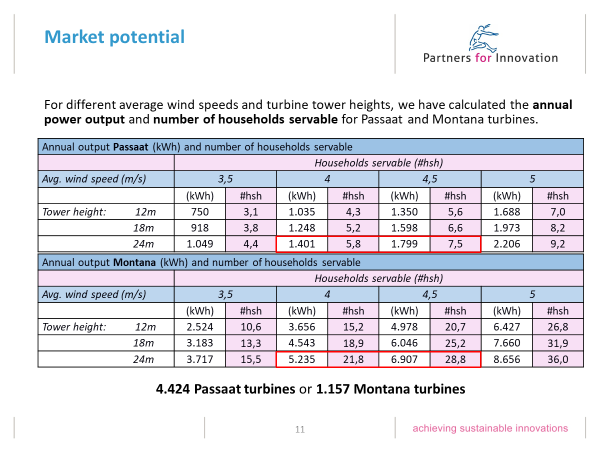 Market potential
Partners for Innovation
For different average wind speeds and turbine tower heights, we have calculated the annual
power output and number of households servable for Passaat and Montana turbines.
Annual output Passaat (kWh) and number of households servable
Households servable (#hsh)
Avg. wind speed (m/s) 3,5 4 4,5 5
(kWh) #hsh (kWh) #hsh (kWh) #hsh (kWh) #hsh
Tower height: 12m 750 3,1 1.035 4,3 1.350 5,6 1.688 7,0
18m 918 3,8 1.248 5,2 1.598 6,6 1.973 8,2
24m 1.049 4,4 1.401 5,8 1.799 7,5 2.206 9,2
Annual output Montana (kWh) and number of households servable
Households servable (#hsh)
Avg. wind speed (m/s) 3,5 4 4,5 5
(kWh) #hsh (kWh) #hsh (kWh) #hsh (kWh) #hsh
Tower height: 12m 2.524 10,6 3.656 15,2 4.978 20,7 6.427 26,8
18m 3.183 13,3 4.543 18,9 6.046 25,2 7.660 31,9
24m 3.717 15,5 5.235 21,8 6.907 28,8 8.656 36,0
4.424 Passaat turbines or 1.157 Montana turbines
11
achieving sustainable innovations